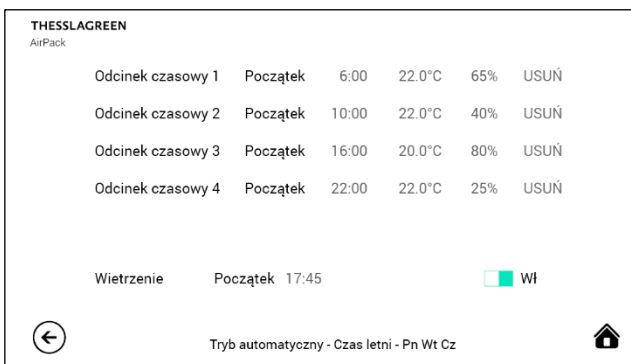 THESSLAGREEN
AirPack
Odcinek czasowy 1 Początek 6:00 22.0°C 65% USUŃ
Odcinek czasowy 2 Początek 10:00 22.0°C 40% USUŃ
Odcinek czasowy 3 Początek 16:00 20.0°C 80% USUŃ
Odcinek czasowy 4 Początek 22:00 22.0°C 25% USUŃ
Wietrzenie Początek 17:45 Wł
Tryb automatyczny - Czas letni - Pn Wt Cz